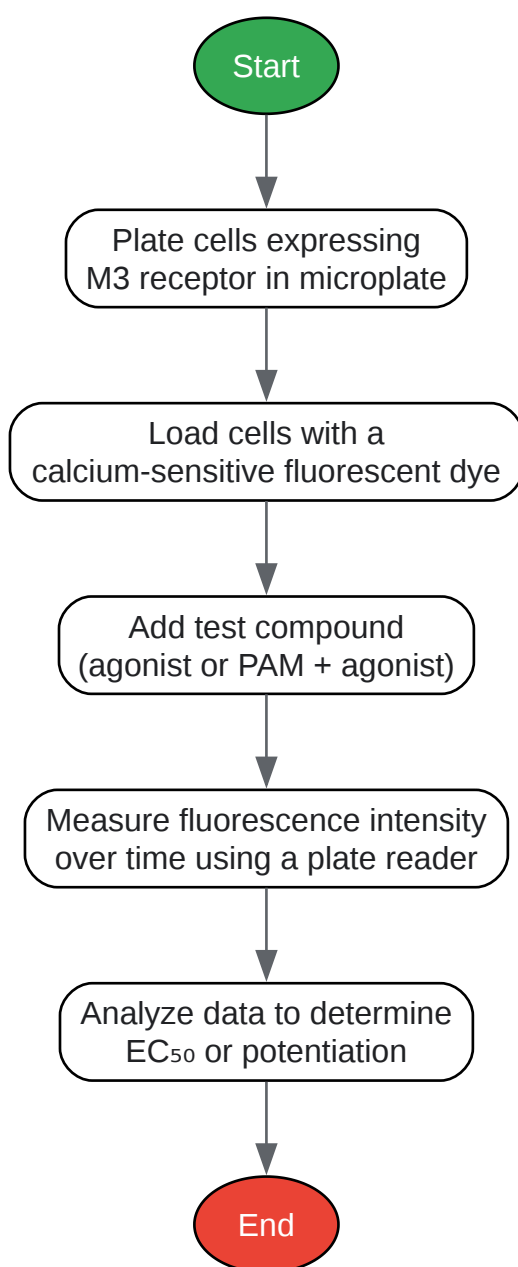 Start
Plate cells expressing
M3 receptor in microplate
Load cells with a
calcium-sensitive fluorescent dye
Add test compound
(agonist or PAM + agonist)
Measure fluorescence intensity
over time using a plate reader
Analyze data to determine
EC₅₀ or potentiation
End